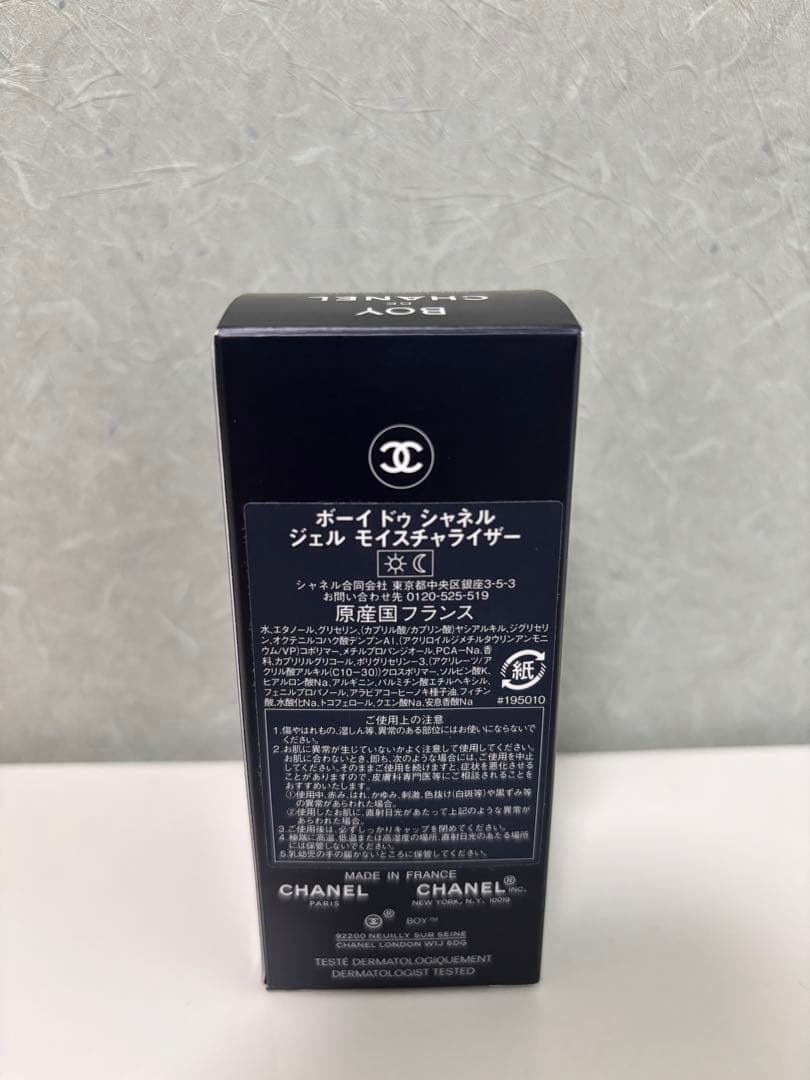 BOY
DE
CHANEL
ボーイ ドゥ シャネル
ジェル モイスチャライザー
シャネル合同会社 東京都中央区銀座3-5-3
お問い合わせ先 0120-525-519
原産国フランス
水,エタノール,グリセリン,(カプリル酸/カプリン酸)ヤシアルキル,ジグリセリ
ン,オクテニルコハク酸デンプンAl,(アクリロイルジメチルタウリンアンモニ
ウム/VP)コポリマー,メチルプロパンジオール,PCA-Na,香
料,カプリリルグリコール,ポリグリセリン-3,(アクリレーツ/ア
クリル酸アルキル(C10-30))クロスポリマー,ソルビン酸K,
ヒアルロン酸Na,アルギニン,パルミチン酸エチルヘキシル,
フェニルプロパノール,アラビアコーヒーノキ種子油,フィチン
酸,水酸化Na,トコフェロール,クエン酸Na,安息香酸Na
紙
#195010
ご使用上の注意
1.傷やはれもの,湿しん等,異常のある部位にはお使いにならないで
ください。
2.お肌に異常が生じていないかよく注意して使用してください。
お肌に合わないとき,即ち,次のような場合には,ご使用を中止
してください。そのままご使用を続けますと,症状を悪化させる
ことがありますので,皮膚科専門医等にご相談されることを
おすすめいたします。
①使用中,赤み,はれ,かゆみ,刺激,色抜け(白斑等)や黒ずみ等
の異常があらわれた場合。
②使用したお肌に,直射日光があたって上記のような異常が
あらわれた場合。
3.ご使用後は,必ずしっかりキャップを閉めてください。
4.極端に高温,低温または高湿度の場所,直射日光のあたる場所
には保管しないでください。
5.乳幼児の手の届かないところに保管してください。
MADE IN FRANCE
CHANEL CHANEL® INC.
PARIS NEW YORK, N.Y. 10019
® BOY™
92200 NEUILLY SUR SEINE
CHANEL LONDON W1J 6DG
TESTÉ DERMATOLOGIQUEMENT
DERMATOLOGIST TESTED